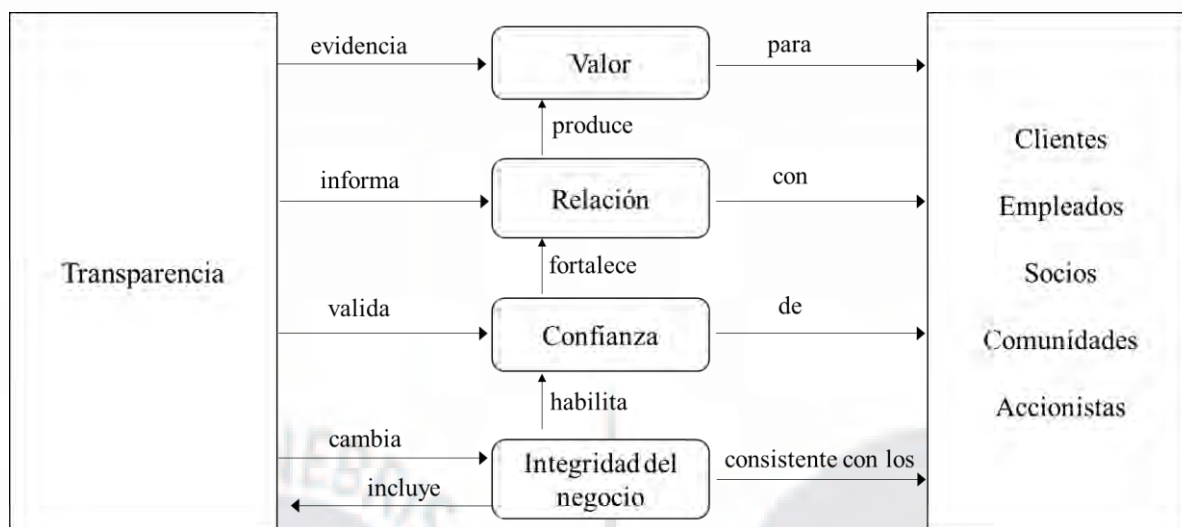 evidencia
Valor
para
produce
Clientes
informa
Relación
con
Empleados
Transparencia
fortalece
Socios
valida
Confianza
de
Comunidades
habilita
Accionistas
cambia
Integridad del
negocio
consistente con los
incluye